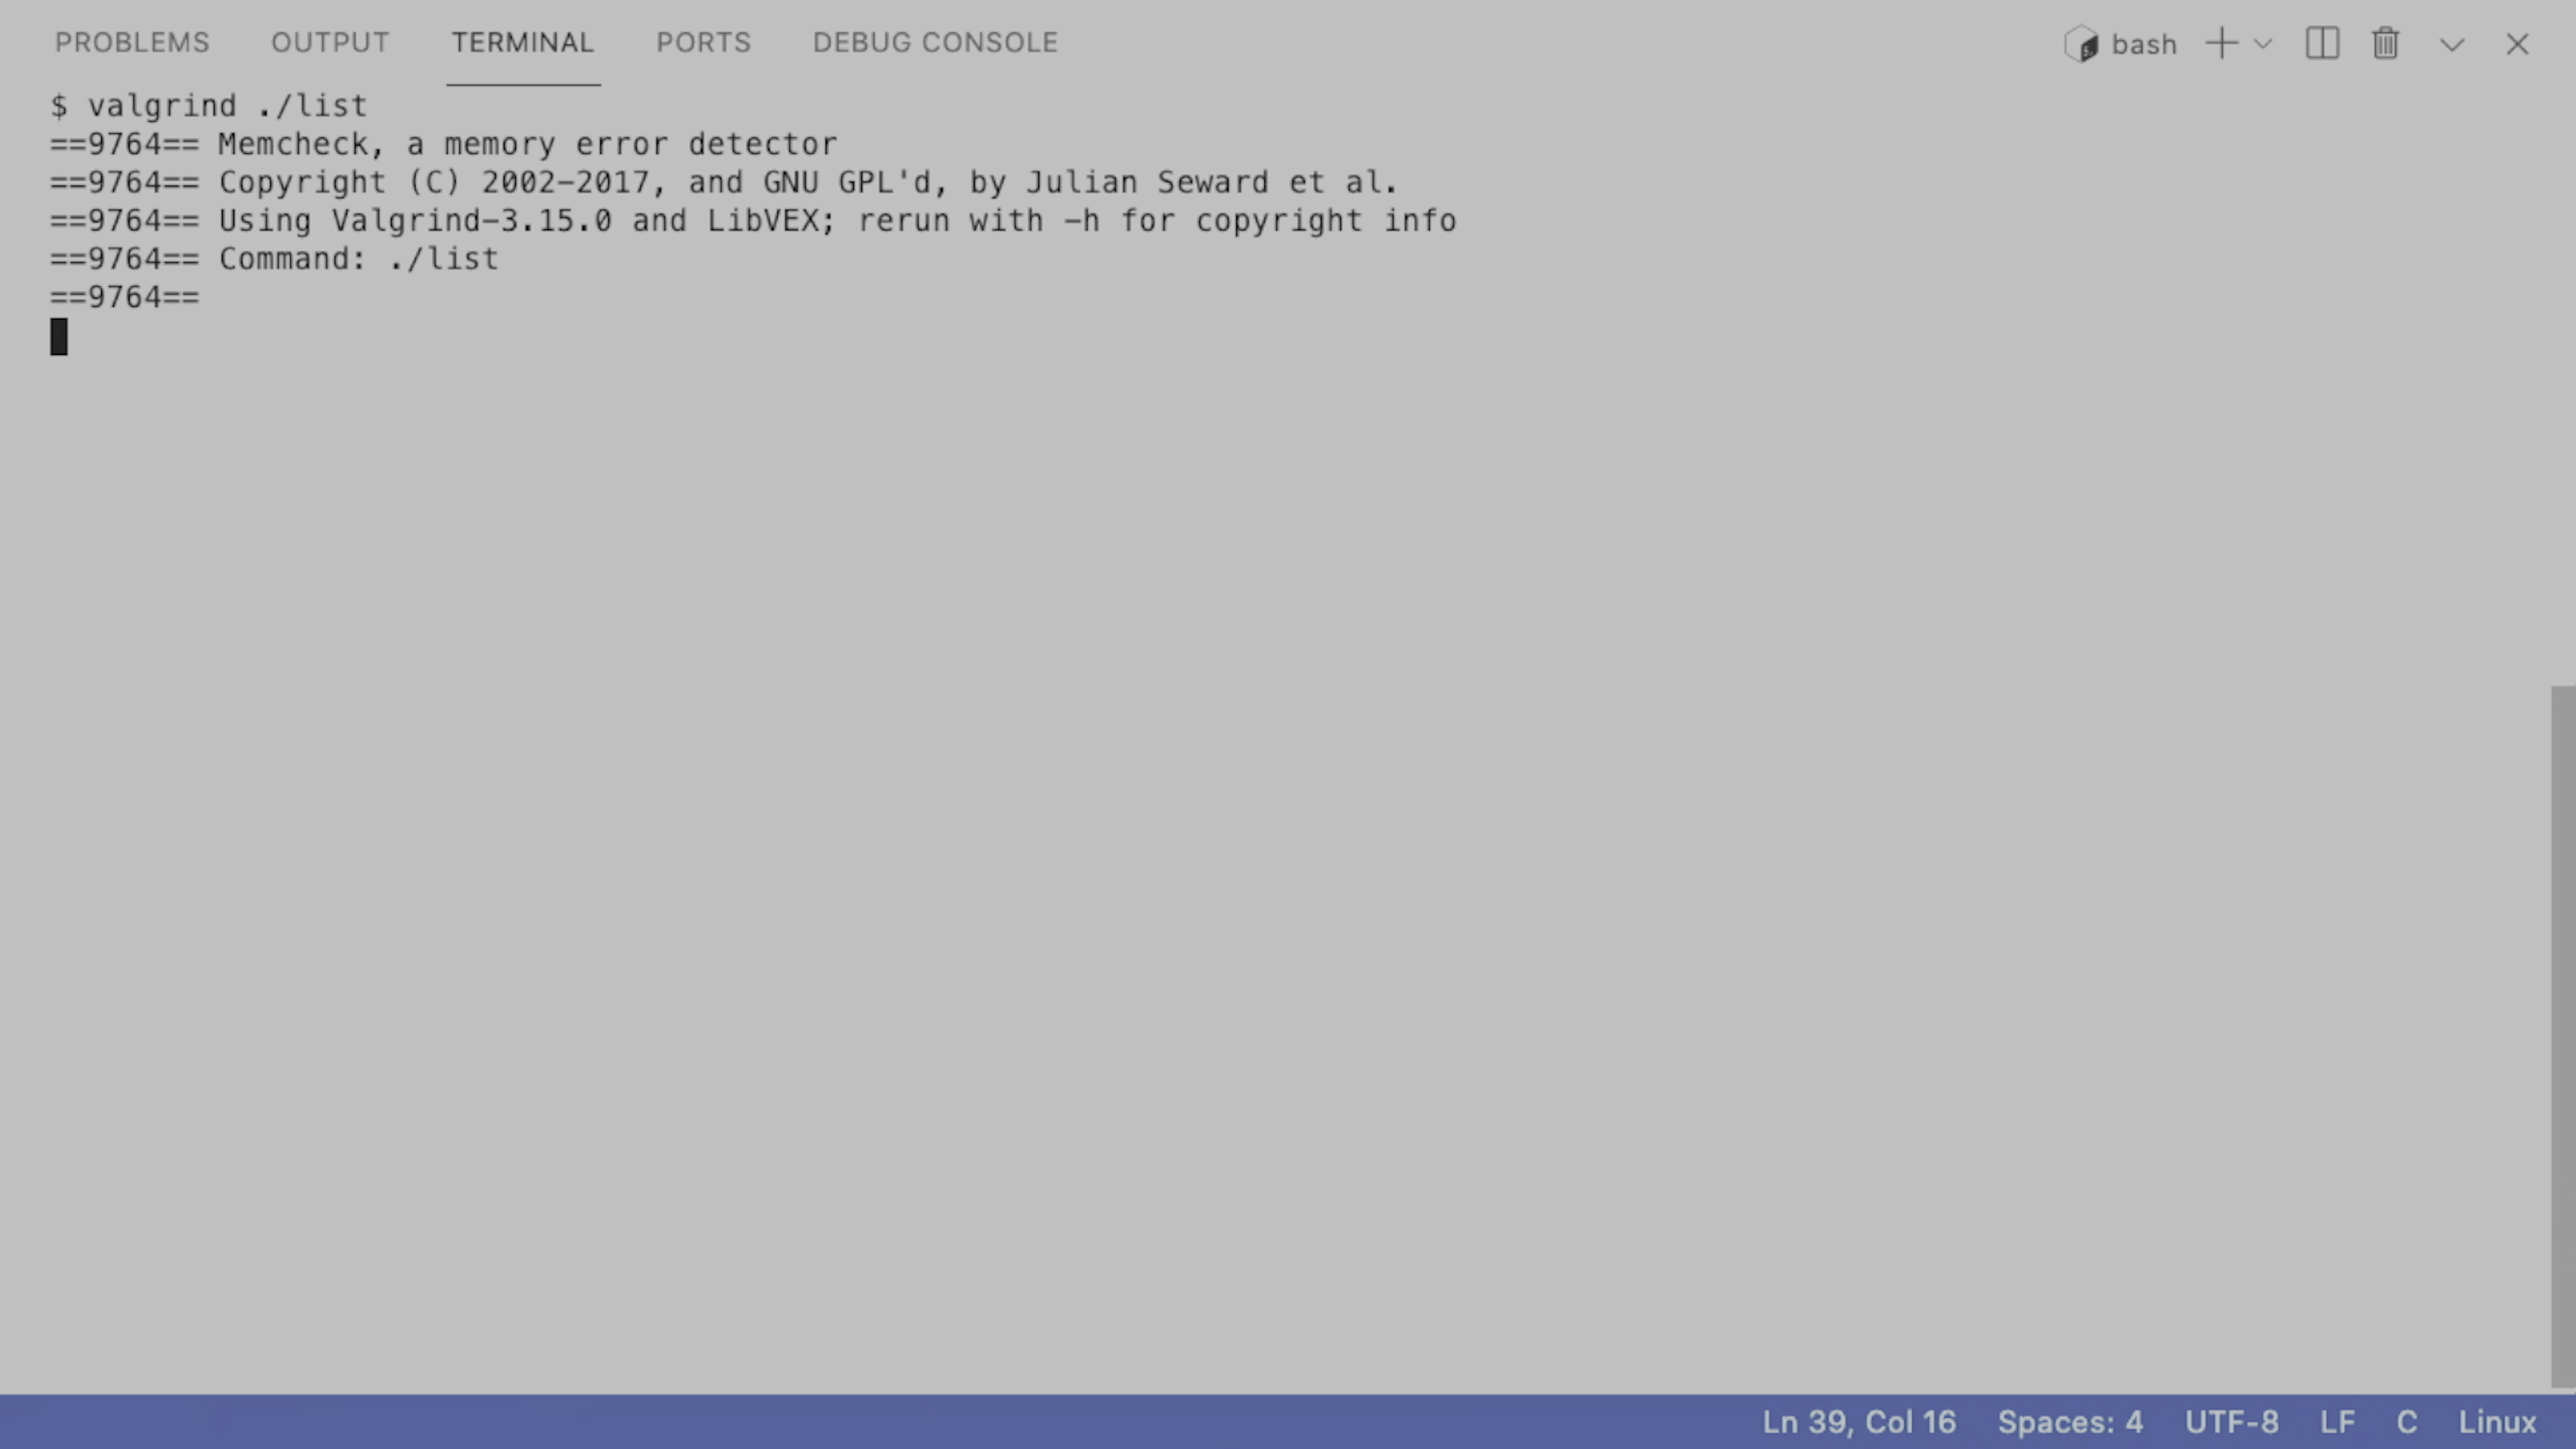 PROBLEMS OUTPUT TERMINAL PORTS DEBUG CONSOLE bash
$ valgrind ./list
==9764== Memcheck, a memory error detector
==9764== Copyright (C) 2002-2017, and GNU GPL'd, by Julian Seward et al.
==9764== Using Valgrind-3.15.0 and LibVEX; rerun with -h for copyright info
==9764== Command: ./list
==9764==
Ln 39, Col 16 Spaces: 4 UTF-8 LF C Linux